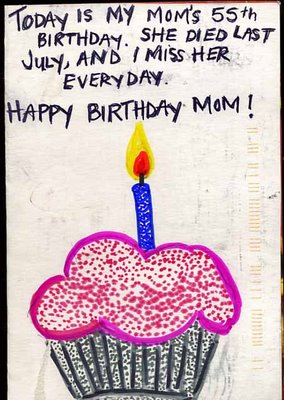 TODAY IS MY MOM'S 55th
BIRTHDAY. SHE DIED LAST
JULY, AND I MISS HER
EVERYDAY.
HAPPY BIRTHDAY MOM!